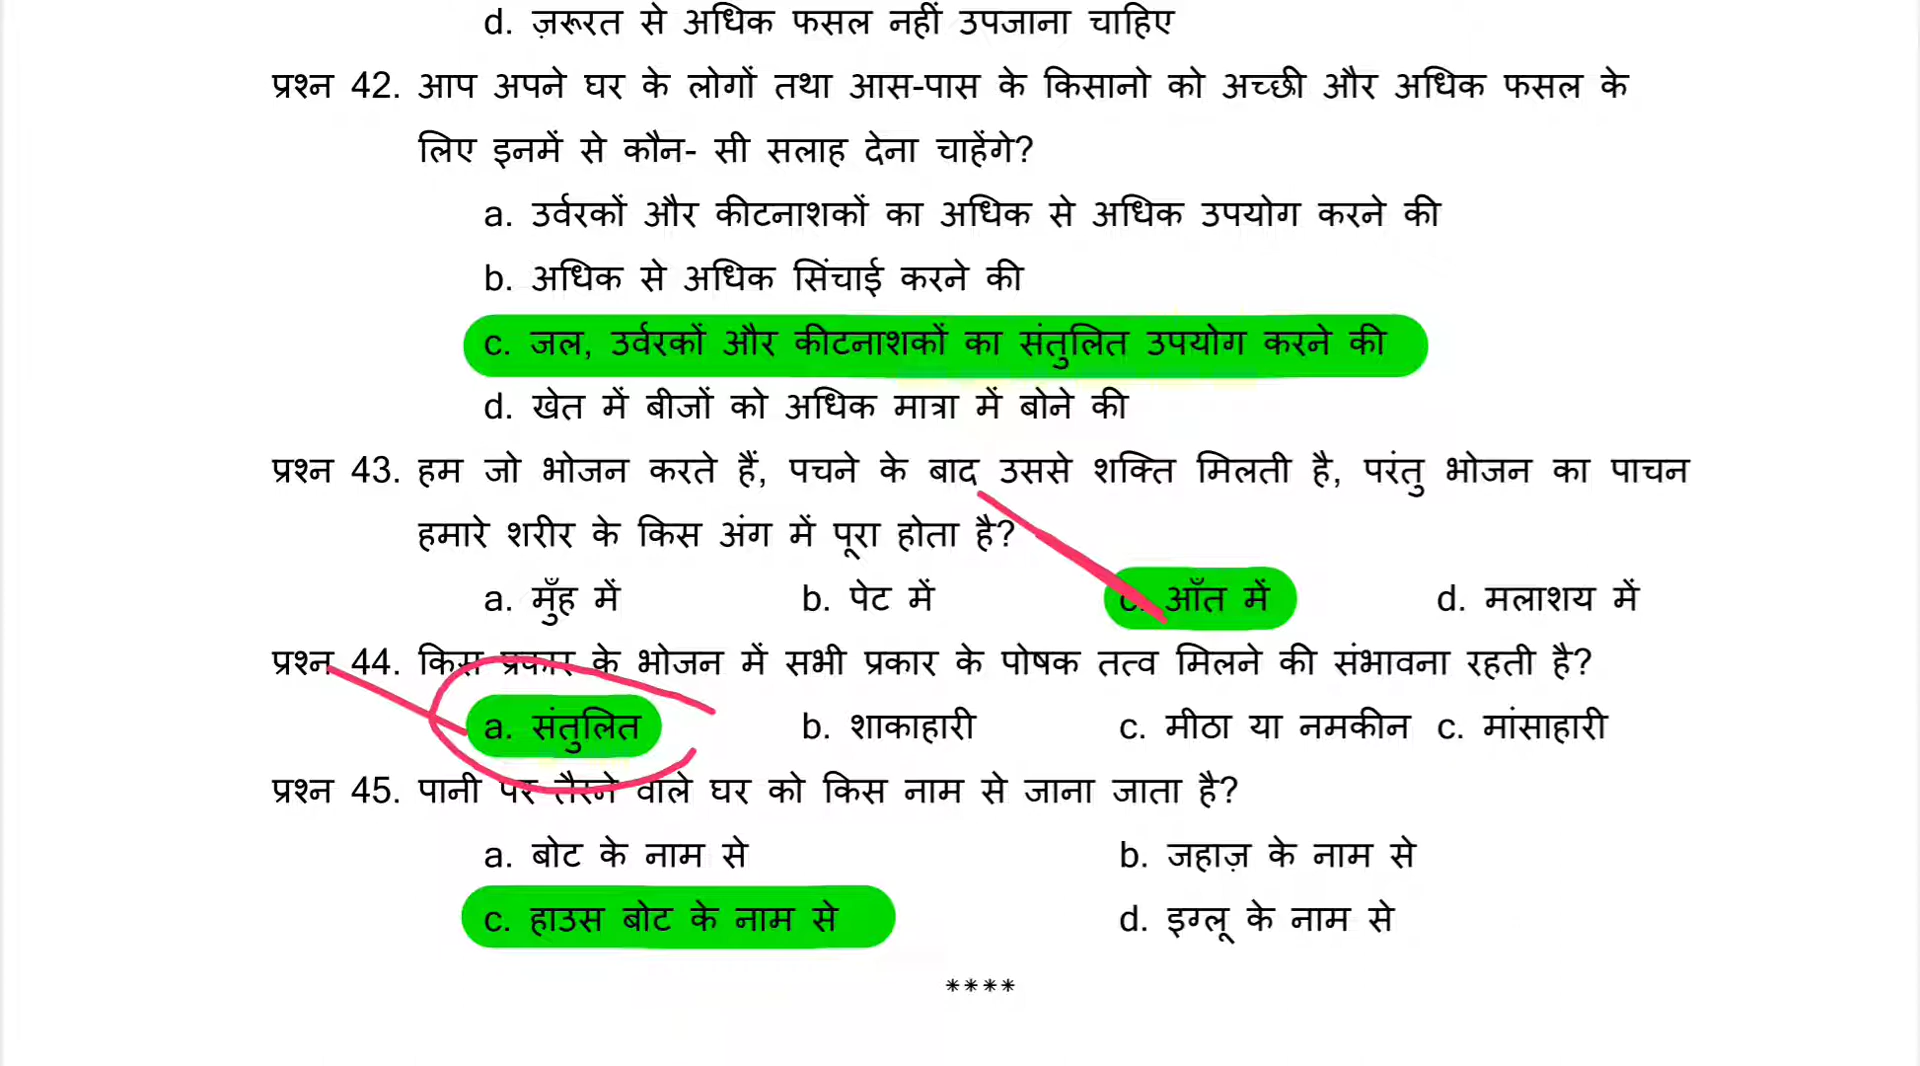 d. ज़रूरत से अधिक फसल नहीं उपजाना चाहिए
प्रश्न 42. आप अपने घर के लोगों तथा आस-पास के किसानो को अच्छी और अधिक फसल के
लिए इनमें से कौन- सी सलाह देना चाहेंगे?
a. उर्वरकों और कीटनाशकों का अधिक से अधिक उपयोग करने की
b. अधिक से अधिक सिंचाई करने की
c. जल, उर्वरकों और कीटनाशकों का संतुलित उपयोग करने की
d. खेत में बीजों को अधिक मात्रा में बोने की
प्रश्न 43. हम जो भोजन करते हैं, पचने के बाद उससे शक्ति मिलती है, परंतु भोजन का पाचन
हमारे शरीर के किस अंग में पूरा होता है?
a. मुँह में b. पेट में c. आँत में d. मलाशय में
प्रश्न 44. किस प्रकार के भोजन में सभी प्रकार के पोषक तत्व मिलने की संभावना रहती है?
a. संतुलित b. शाकाहारी c. मीठा या नमकीन c. मांसाहारी
प्रश्न 45. पानी पर तैरने वाले घर को किस नाम से जाना जाता है?
a. बोट के नाम से b. जहाज़ के नाम से
c. हाउस बोट के नाम से d. इग्लू के नाम से
****